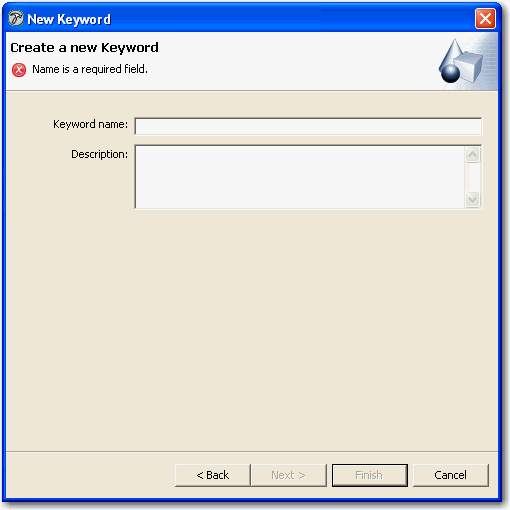 New Keyword
Create a new Keyword
Name is a required field.
Keyword name:
Description:
< Back
Next >
Finish
Cancel